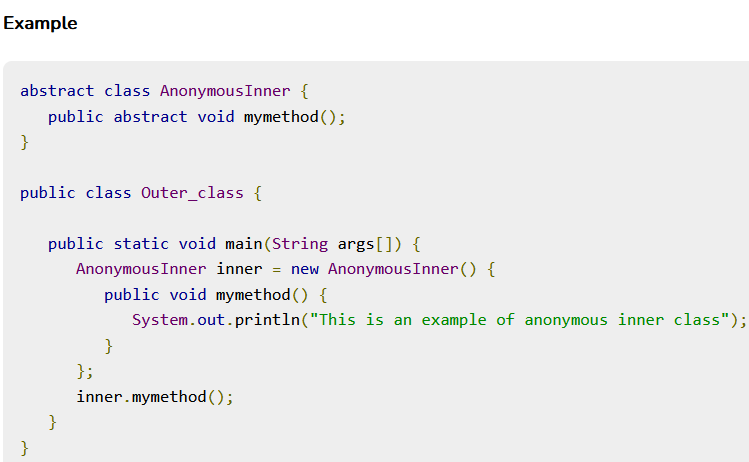 Example
abstract class AnonymousInner {
   public abstract void mymethod();
}
public class Outer_class {
   public static void main(String args[]) {
      AnonymousInner inner = new AnonymousInner() {
         public void mymethod() {
            System.out.println("This is an example of anonymous inner class");
         }
      };
      inner.mymethod();
   }
}